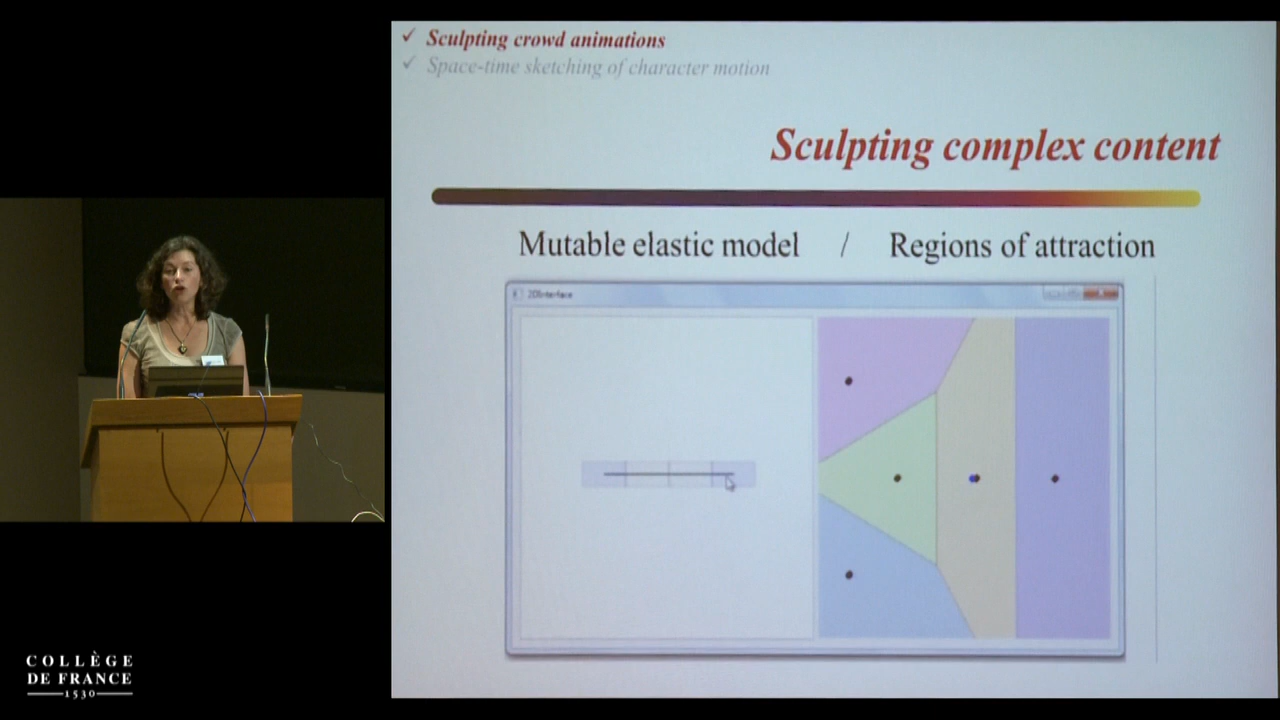 ✓ Sculpting crowd animations
✓ Space-time sketching of character motion
Sculpting complex content
Mutable elastic model / Regions of attraction
2DInterface
COLLÈGE
DE FRANCE
1530